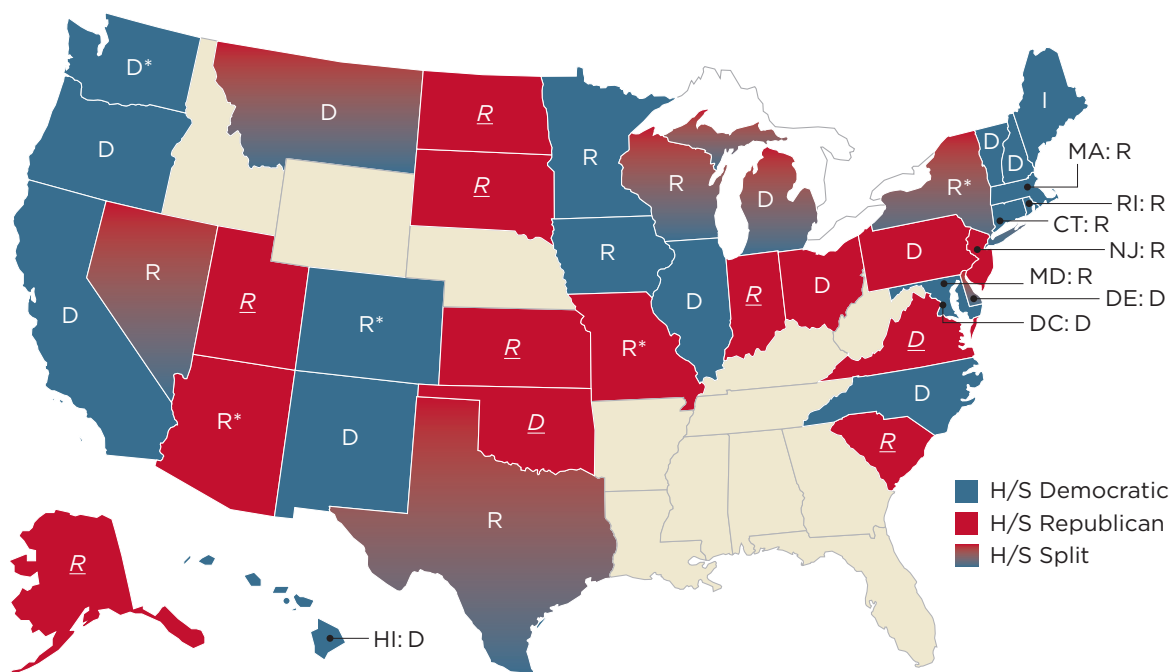 D*
D
R
I
D
R
D
D
MA: R
R
D
R*
D
R
RI: R
CT: R
R
D
NJ: R
R
R
D
R
D
MD: R
DE: D
D
R*
R
R*
D
DC: D
D
R*
D
D
R
R
R
H/S Democratic
H/S Republican
H/S Split
HI: D